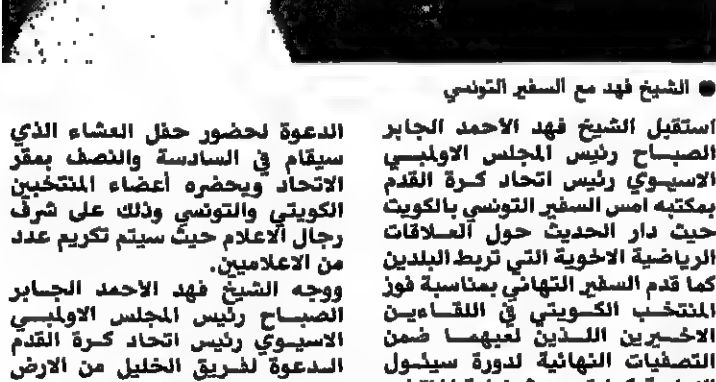 ● الشيخ فهد مع السفير التونسي
استقبل الشيخ فهد الأحمد الجابر
الصباح رئيس المجلس الاولمبي
الاسيوي رئيس اتحاد كرة القدم
بمكتبه امس السفير التونسي بالكويت
حيث دار الحديث حول العلاقات
الرياضية الاخوية التي تربط البلدين
كما قدم السفير التهاني بمناسبة فوز
المنتخب الكويتي في اللقاءين
الاخيرين اللذين لعبهما ضمن
التصفيات النهائية لدورة سيئول
الدعوة لحضور حفل العشاء الذي
سيقام في السادسة والنصف بمقر
الاتحاد ويحضره أعضاء المنتخبين
الكويتي والتونسي وذلك على شرف
رجال الاعلام حيث سيتم تكريم عدد
من الاعلاميين.
ووجه الشيخ فهد الأحمد الجابر
الصباح رئيس المجلس الاولمبي
الاسيوي رئيس اتحاد كرة القدم
الدعوة لفريق الخليل من الارض